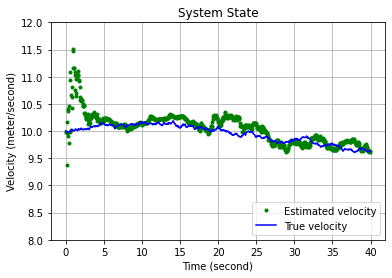 System State
Velocity (meter/second)
12.0
11.5
11.0
10.5
10.0
9.5
9.0
8.5
8.0
0 5 10 15 20 25 30 35 40
Time (second)
Estimated velocity
True velocity